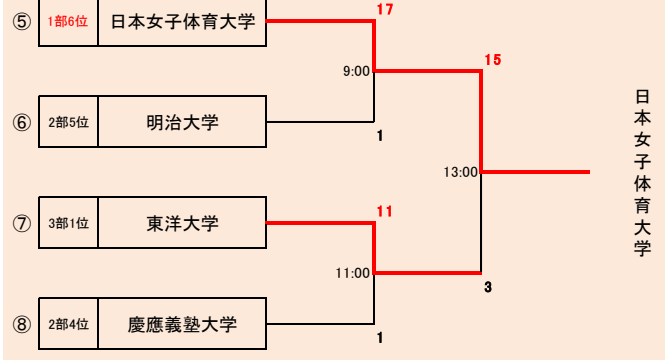 ⑤ 1部6位 日本女子体育大学
17
9:00
15
⑥ 2部5位 明治大学
1
13:00
日本女子体育大学
⑦ 3部1位 東洋大学
11
11:00
3
⑧ 2部4位 慶應義塾大学
1